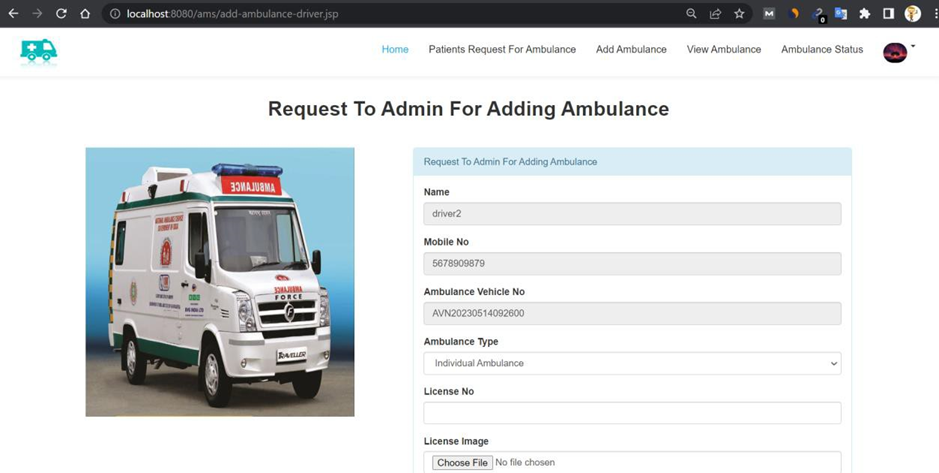 localhost:8080/ams/add-ambulance-driver.jsp
0
Home Patients Request For Ambulance Add Ambulance View Ambulance Ambulance Status
Request To Admin For Adding Ambulance
AMBULANCE
AMBULANCE
FORCE
TRAVELLER
Request To Admin For Adding Ambulance
Name
driver2
Mobile No
5678909879
Ambulance Vehicle No
AVN20230514092600
Ambulance Type
Individual Ambulance
License No
License Image
Choose File No file chosen